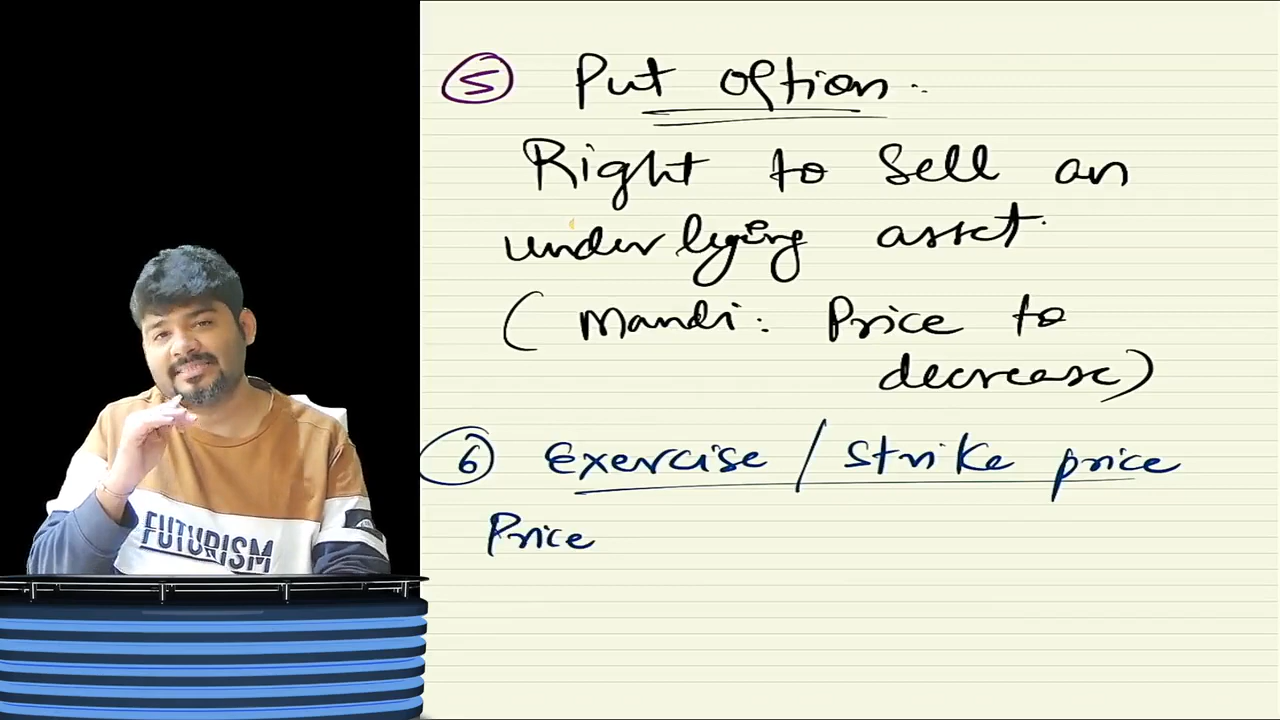 5 Put option..
Right to sell an
underlying asset.
(Mandi: Price to
decrease)
6 Exercise / strike price
Price
FUTURISM